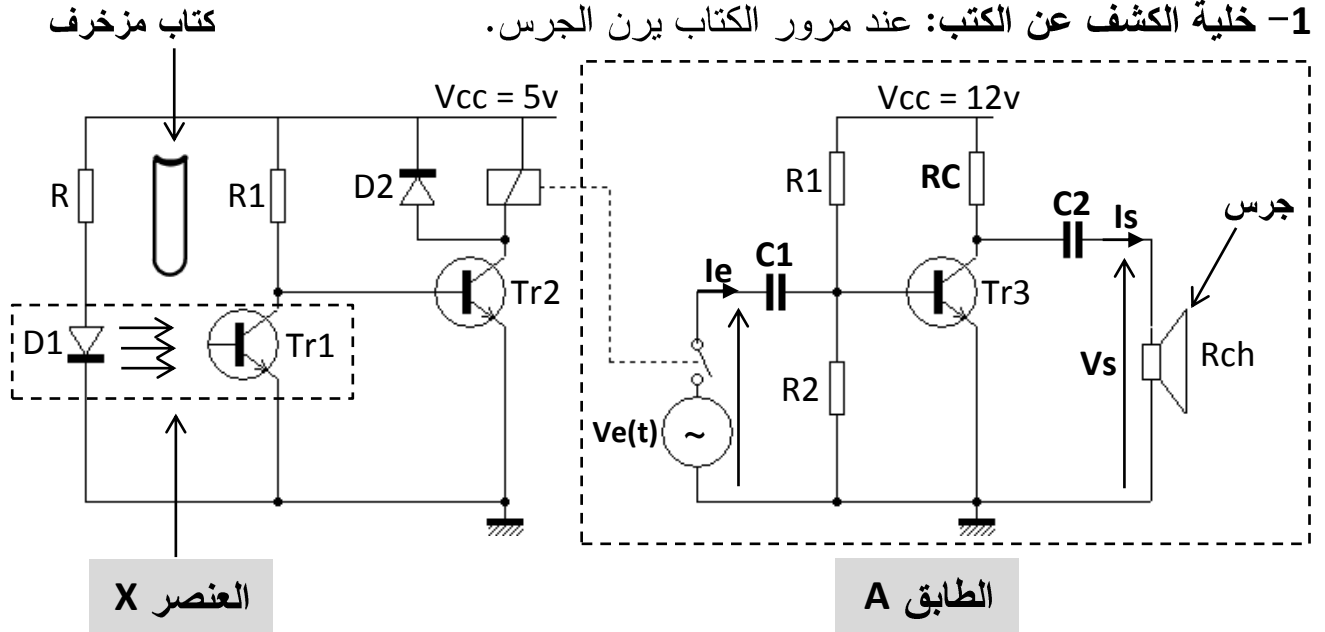 1- خلية الكشف عن الكتب: عند مرور الكتاب يرن الجرس.
كتاب مزخرف
Vcc = 5v
Vcc = 12v
R
R1
D2
R1
RC
C2
Is
جرس
Ie
C1
Tr2
Tr3
D1
Tr1
R2
Vs
Rch
Ve(t)
~
العنصر X
الطابق A